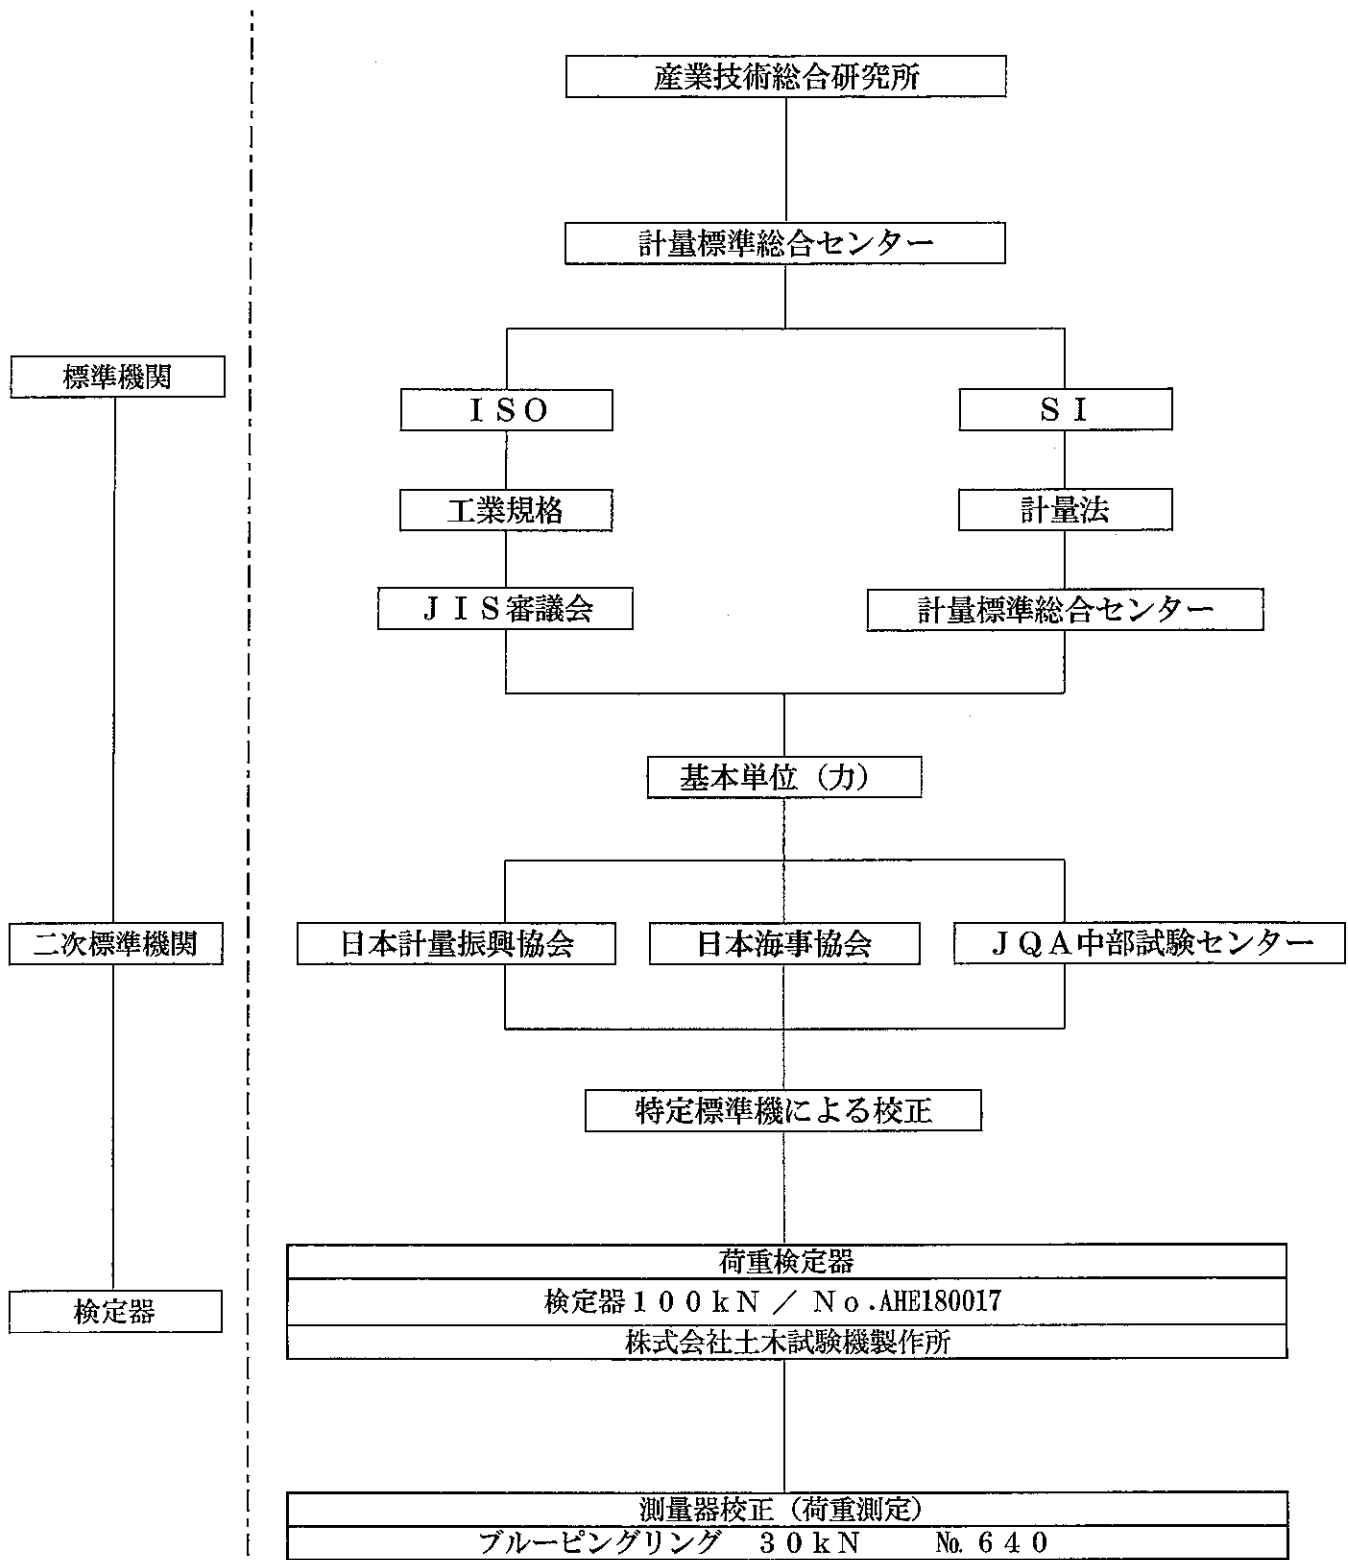 産業技術総合研究所
計量標準総合センター
標準機関
ＩＳＯ
ＳＩ
工業規格
計量法
ＪＩＳ審議会
計量標準総合センター
基本単位（力）
二次標準機関
日本計量振興協会
日本海事協会
ＪＱＡ中部試験センター
特定標準機による校正
荷重検定器
検定器１００ｋＮ ／ Ｎｏ.AHE180017
検定器
株式会社土木試験機製作所
測量器校正（荷重測定）
ブルーピングリング　３０ｋＮ　　№ ６４０